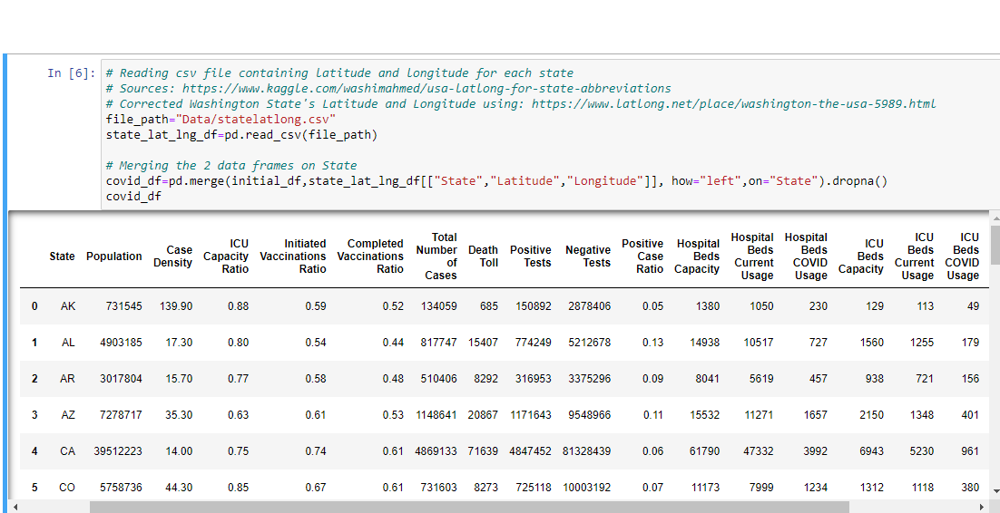 In [6]: # Reading csv file containing latitude and longitude for each state
# Sources: https://www.kaggle.com/washimahmed/usa-latlong-for-state-abbreviations
# Corrected Washington State's Latitude and Longitude using: https://www.latlong.net/place/washington-the-usa-5989.html
file_path="Data/statelatlong.csv"
state_lat_lng_df=pd.read_csv(file_path)
# Merging the 2 data frames on State
covid_df=pd.merge(initial_df,state_lat_lng_df[["State","Latitude","Longitude"]], how="left",on="State").dropna()
covid_df
State Population Case Density ICU Capacity Ratio Initiated Vaccinations Ratio Completed Vaccinations Ratio Total Number of Cases Death Toll Positive Tests Negative Tests Positive Case Ratio Hospital Beds Capacity Hospital Beds Current Usage Hospital Beds COVID Usage ICU Beds Capacity ICU Beds Current Usage ICU Beds COVID Usage
0 AK 731545 139.90 0.88 0.59 0.52 134059 685 150892 2878406 0.05 1380 1050 230 129 113 49
1 AL 4903185 17.30 0.80 0.54 0.44 817747 15407 774249 5212678 0.13 14938 10517 727 1560 1255 179
2 AR 3017804 15.70 0.77 0.58 0.48 510406 8292 316953 3375296 0.09 8041 5619 457 938 721 156
3 AZ 7278717 35.30 0.63 0.61 0.53 1148641 20867 1171643 9548966 0.11 15532 11271 1657 2150 1348 401
4 CA 39512223 14.00 0.75 0.74 0.61 4869133 71639 4847452 81328439 0.06 61790 47332 3992 6943 5230 961
5 CO 5758736 44.30 0.85 0.67 0.61 731603 8273 725118 10003192 0.07 11173 7999 1234 1312 1118 380